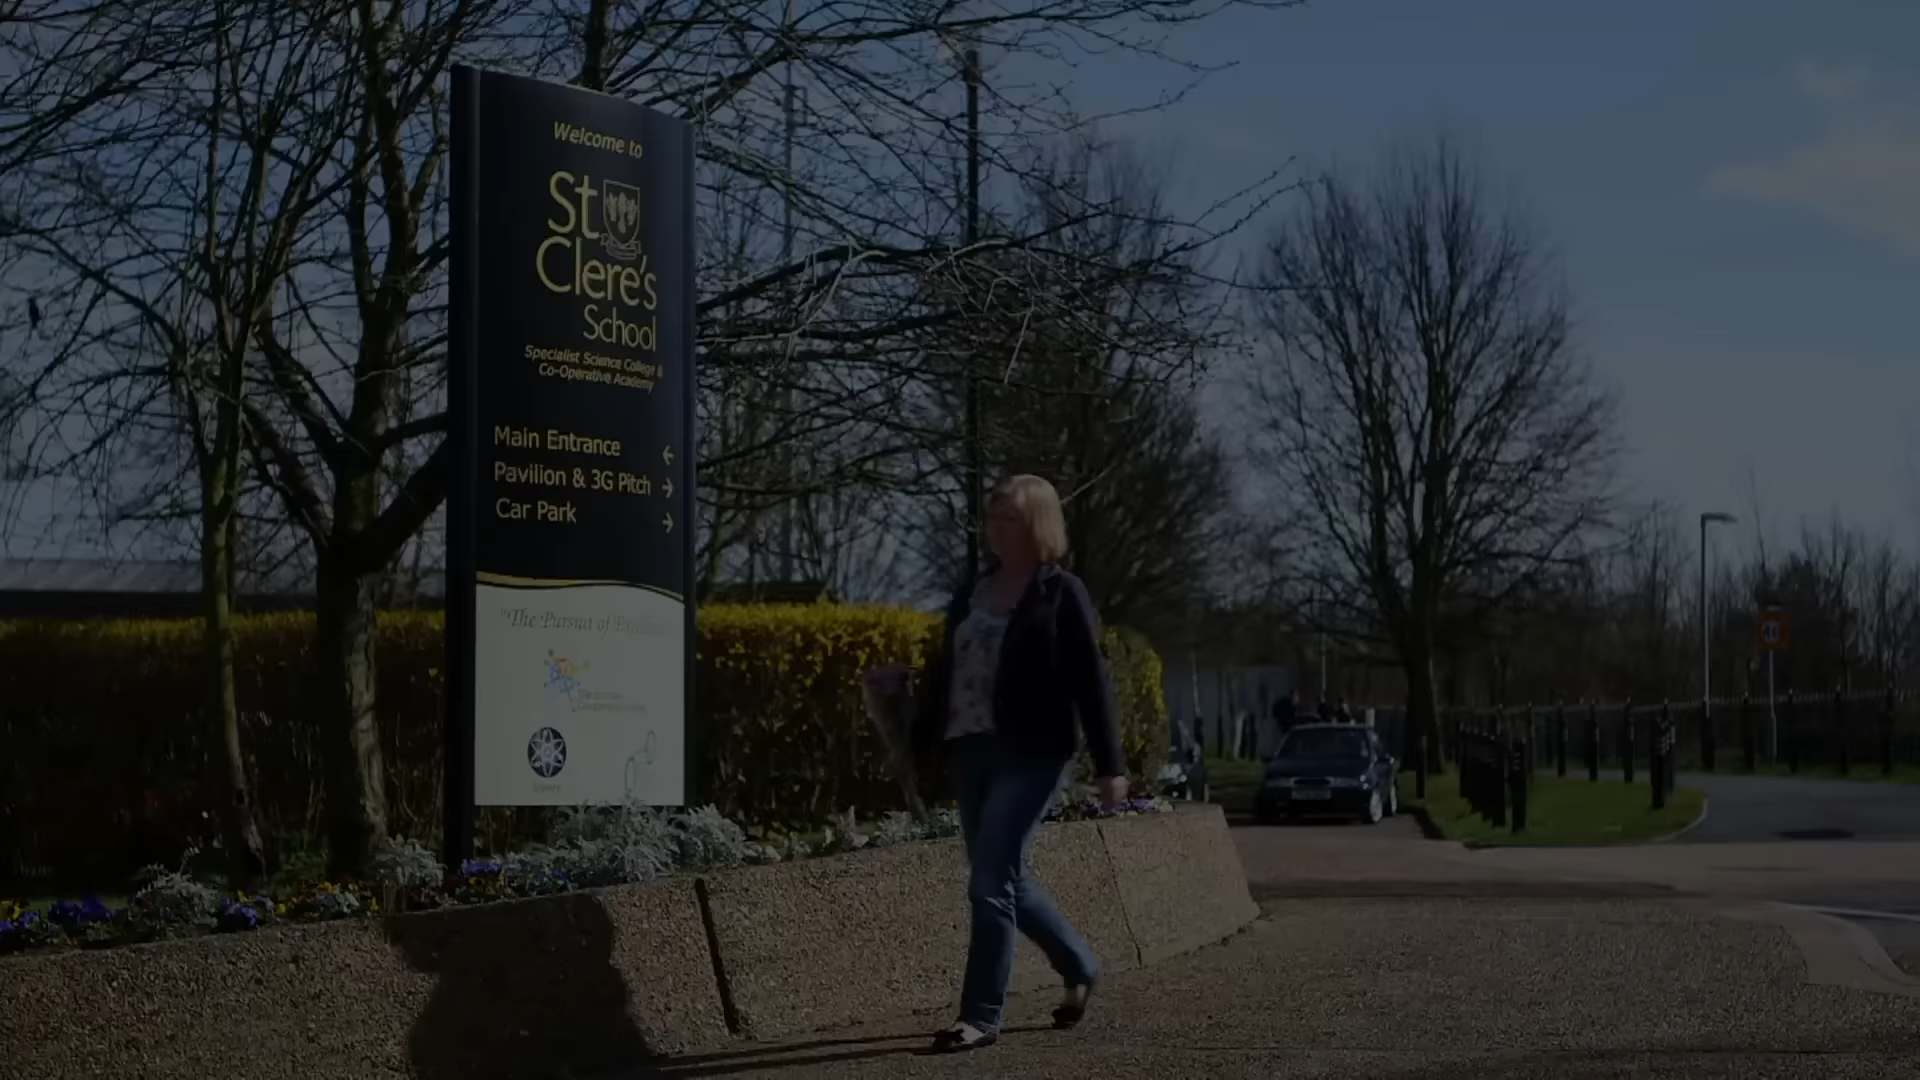 Welcome to
St
Clere's
School
Specialist Science College &
Co-Operative Academy
Main Entrance ←
Pavilion & 3G Pitch →
Car Park →
"The Pursuit of Excellence
40